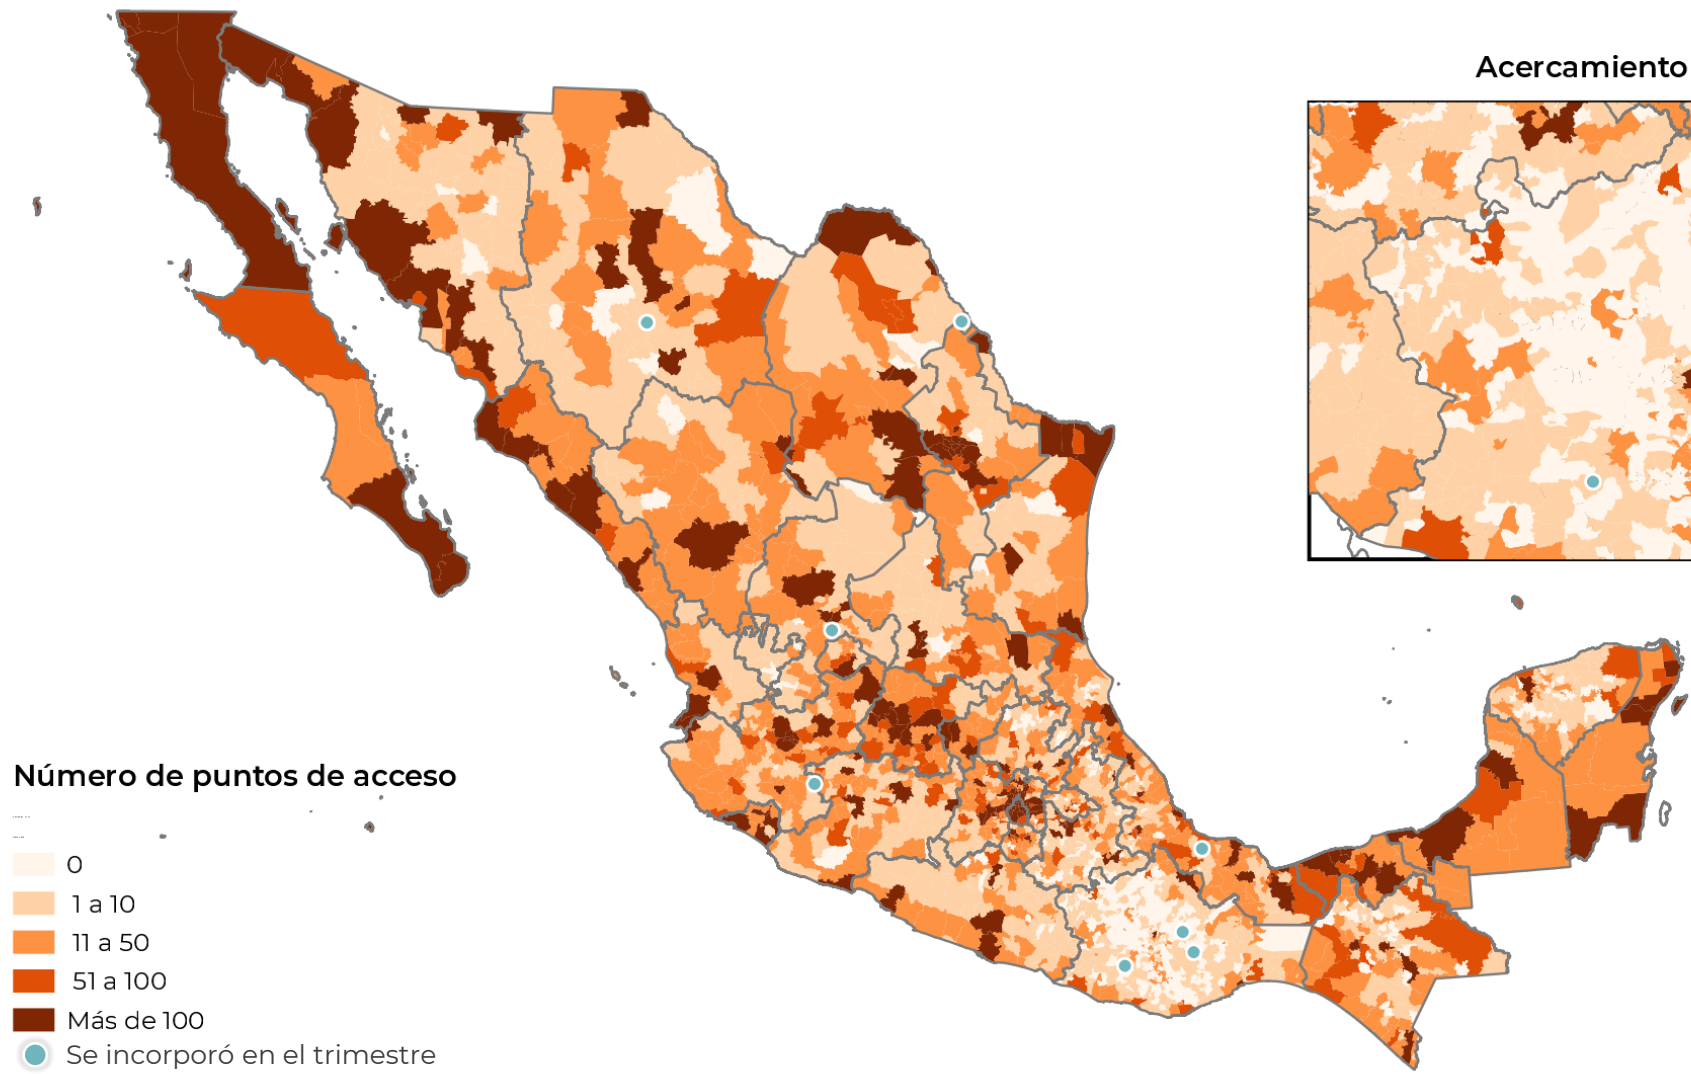 Acercamiento
Número de puntos de acceso
0
1 a 10
11 a 50
51 a 100
Más de 100
Se incorporó en el trimestre